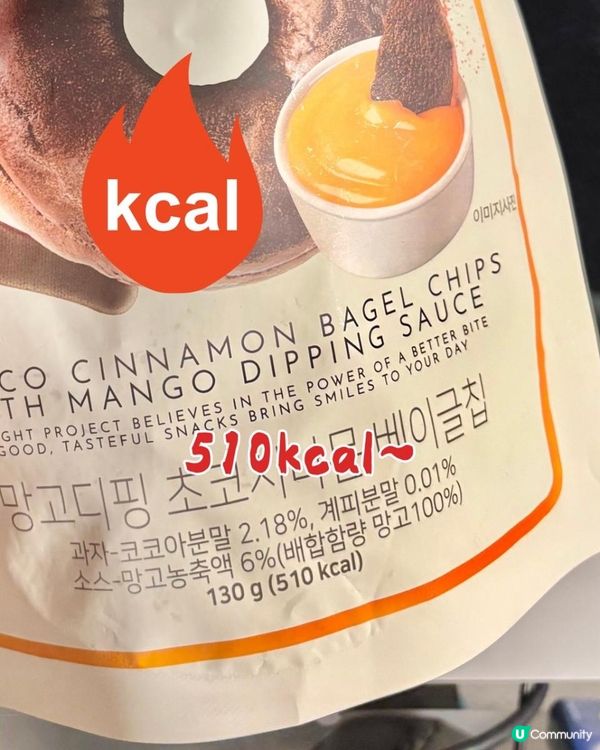 kcal
이미지사진
CO CINNAMON BAGEL CHIPS
TH MANGO DIPPING SAUCE
GHT PROJECT BELIEVES IN THE POWER OF A BETTER BITE
GOOD, TASTEFUL SNACKS BRING SMILES TO YOUR DAY
510kcal~
망고디핑 초코시나몬베이글칩
과자-코코아분말 2.18%, 계피분말 0.01%
소스-망고농축액 6%(배합함량 망고100%)
130 g (510 kcal)
U Community